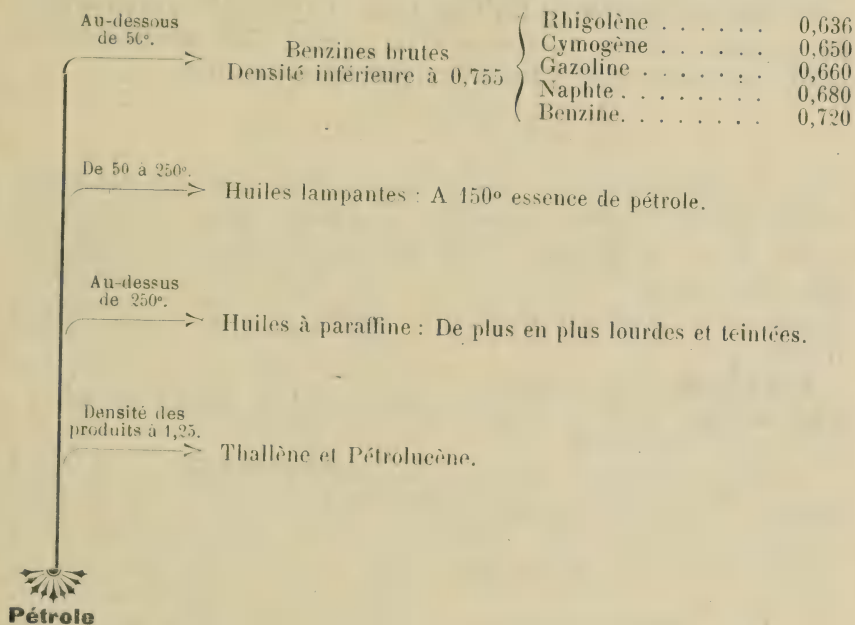 Au-dessous
de 50°.
Benzines brutes
Densité inférieure à 0,755
Rhigolène . . . . . . 0,636
Cymogène . . . . . . 0,650
Gazoline . . . . . . . 0,660
Naphte . . . . . . . . 0,680
Benzine. . . . . . . . 0,720
De 50 à 250°.
Huiles lampantes : A 150° essence de pétrole.
Au-dessus
de 250°.
Huiles à paraffine : De plus en plus lourdes et teintées.
Densité des
produits à 1,25.
Thallène et Pétrolucène.
Pétrole